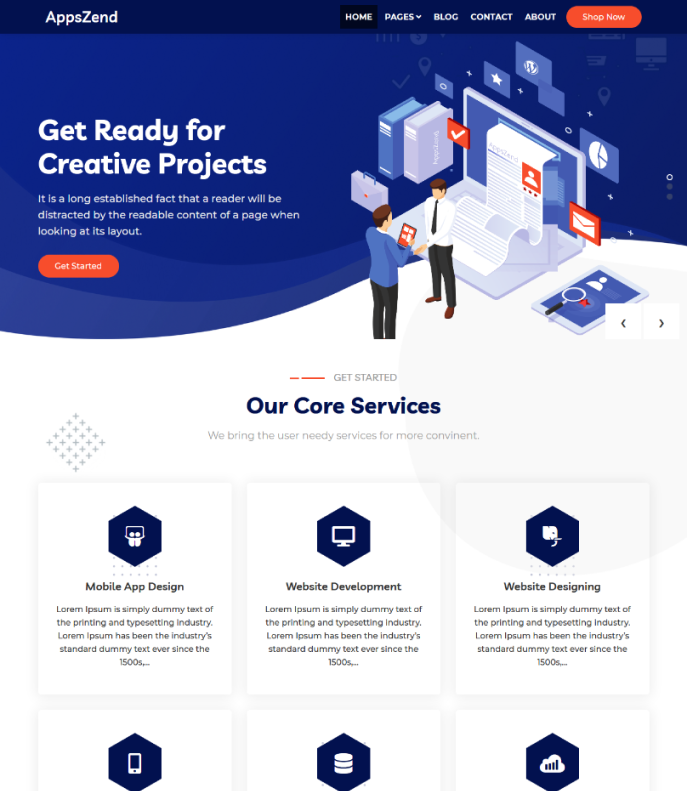 AppsZend
HOME PAGES BLOG CONTACT ABOUT Shop Now
Get Ready for
Creative Projects
It is a long established fact that a reader will be
distracted by the readable content of a page when
looking at its layout.
Get Started
AppsZend
AppsZend
GET STARTED
Our Core Services
We bring the user needy services for more convinent.
Mobile App Design
Lorem Ipsum is simply dummy text of
the printing and typesetting industry.
Lorem Ipsum has been the industry's
standard dummy text ever since the
1500s,...
Website Development
Lorem Ipsum is simply dummy text of
the printing and typesetting industry.
Lorem Ipsum has been the industry's
standard dummy text ever since the
1500s,...
Website Designing
Lorem Ipsum is simply dummy text of
the printing and typesetting industry.
Lorem Ipsum has been the industry's
standard dummy text ever since the
1500s,...